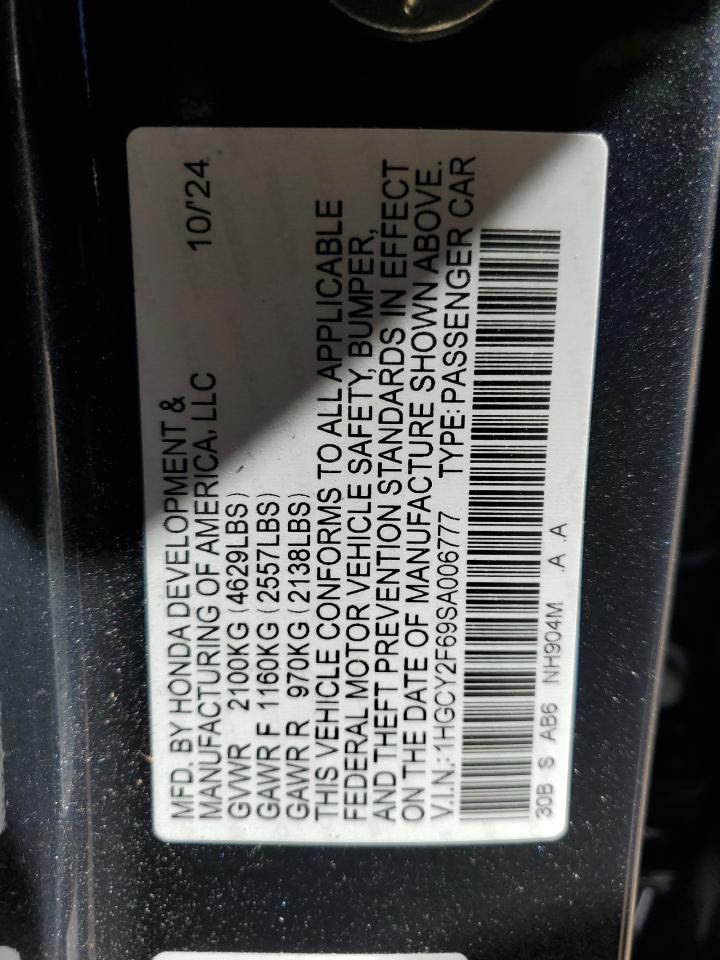 MFD. BY HONDA DEVELOPMENT &
MANUFACTURING OF AMERICA, LLC 10/'24
GVWR 2100KG (4629LBS)
GAWR F 1160KG (2557LBS)
GAWR R 970KG (2138LBS)
THIS VEHICLE CONFORMS TO ALL APPLICABLE
FEDERAL MOTOR VEHICLE SAFETY, BUMPER,
AND THEFT PREVENTION STANDARDS IN EFFECT
ON THE DATE OF MANUFACTURE SHOWN ABOVE.
V.I.N.: 1HGCY2F69SA006777 TYPE: PASSENGER CAR
30B S AB6 NH904M .A .A